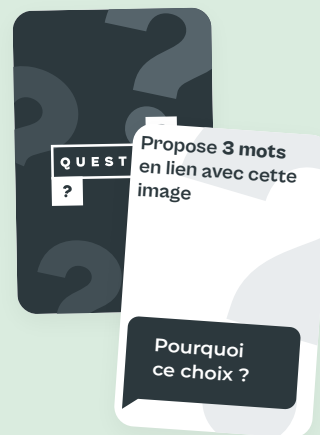 QUEST
?
Propose 3 mots
en lien avec cette
image
Pourquoi
ce choix ?